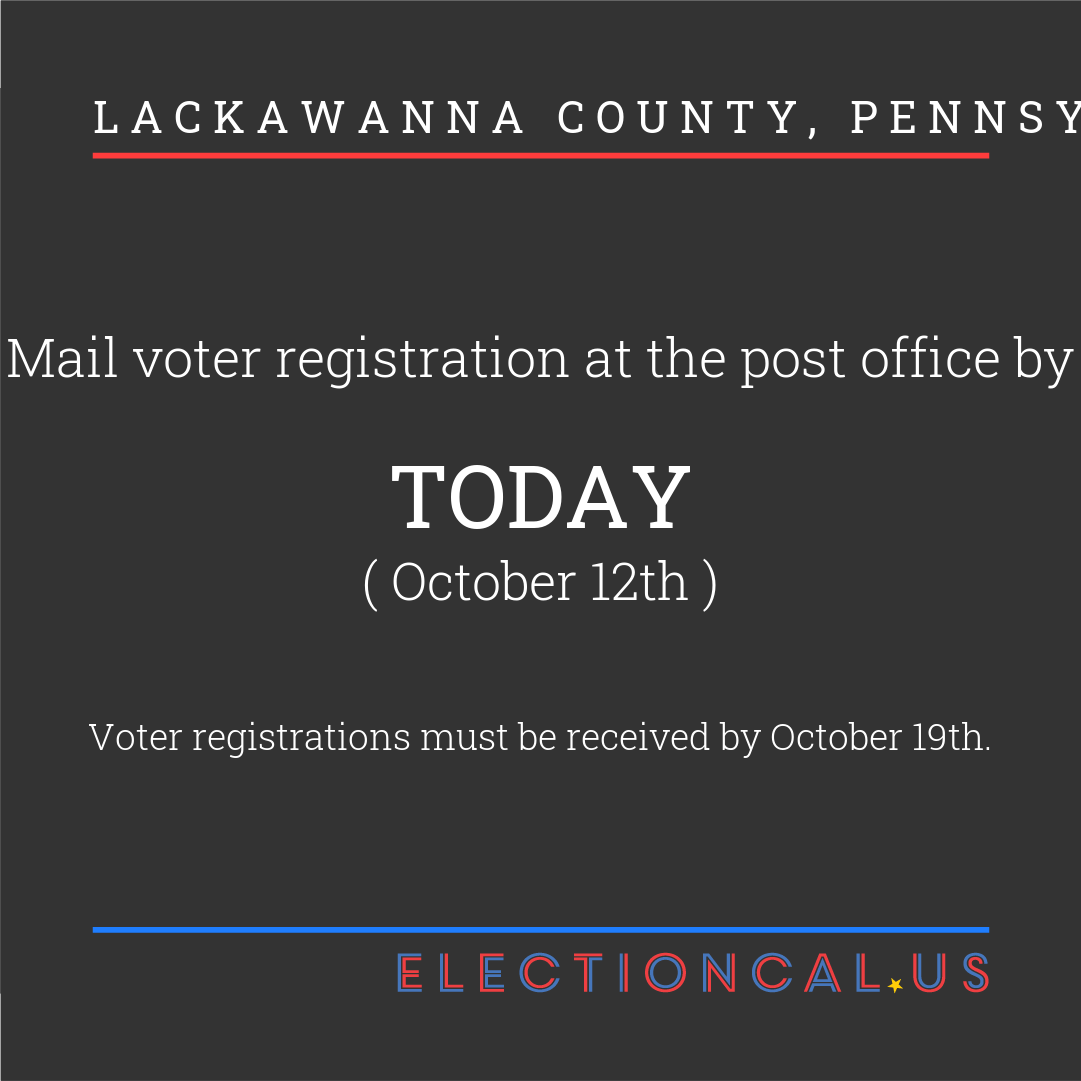 LACKAWANNA COUNTY, PENNSY
Mail voter registration at the post office by
TODAY
( October 12th )
Voter registrations must be received by October 19th.
ELECTIONCAL.US